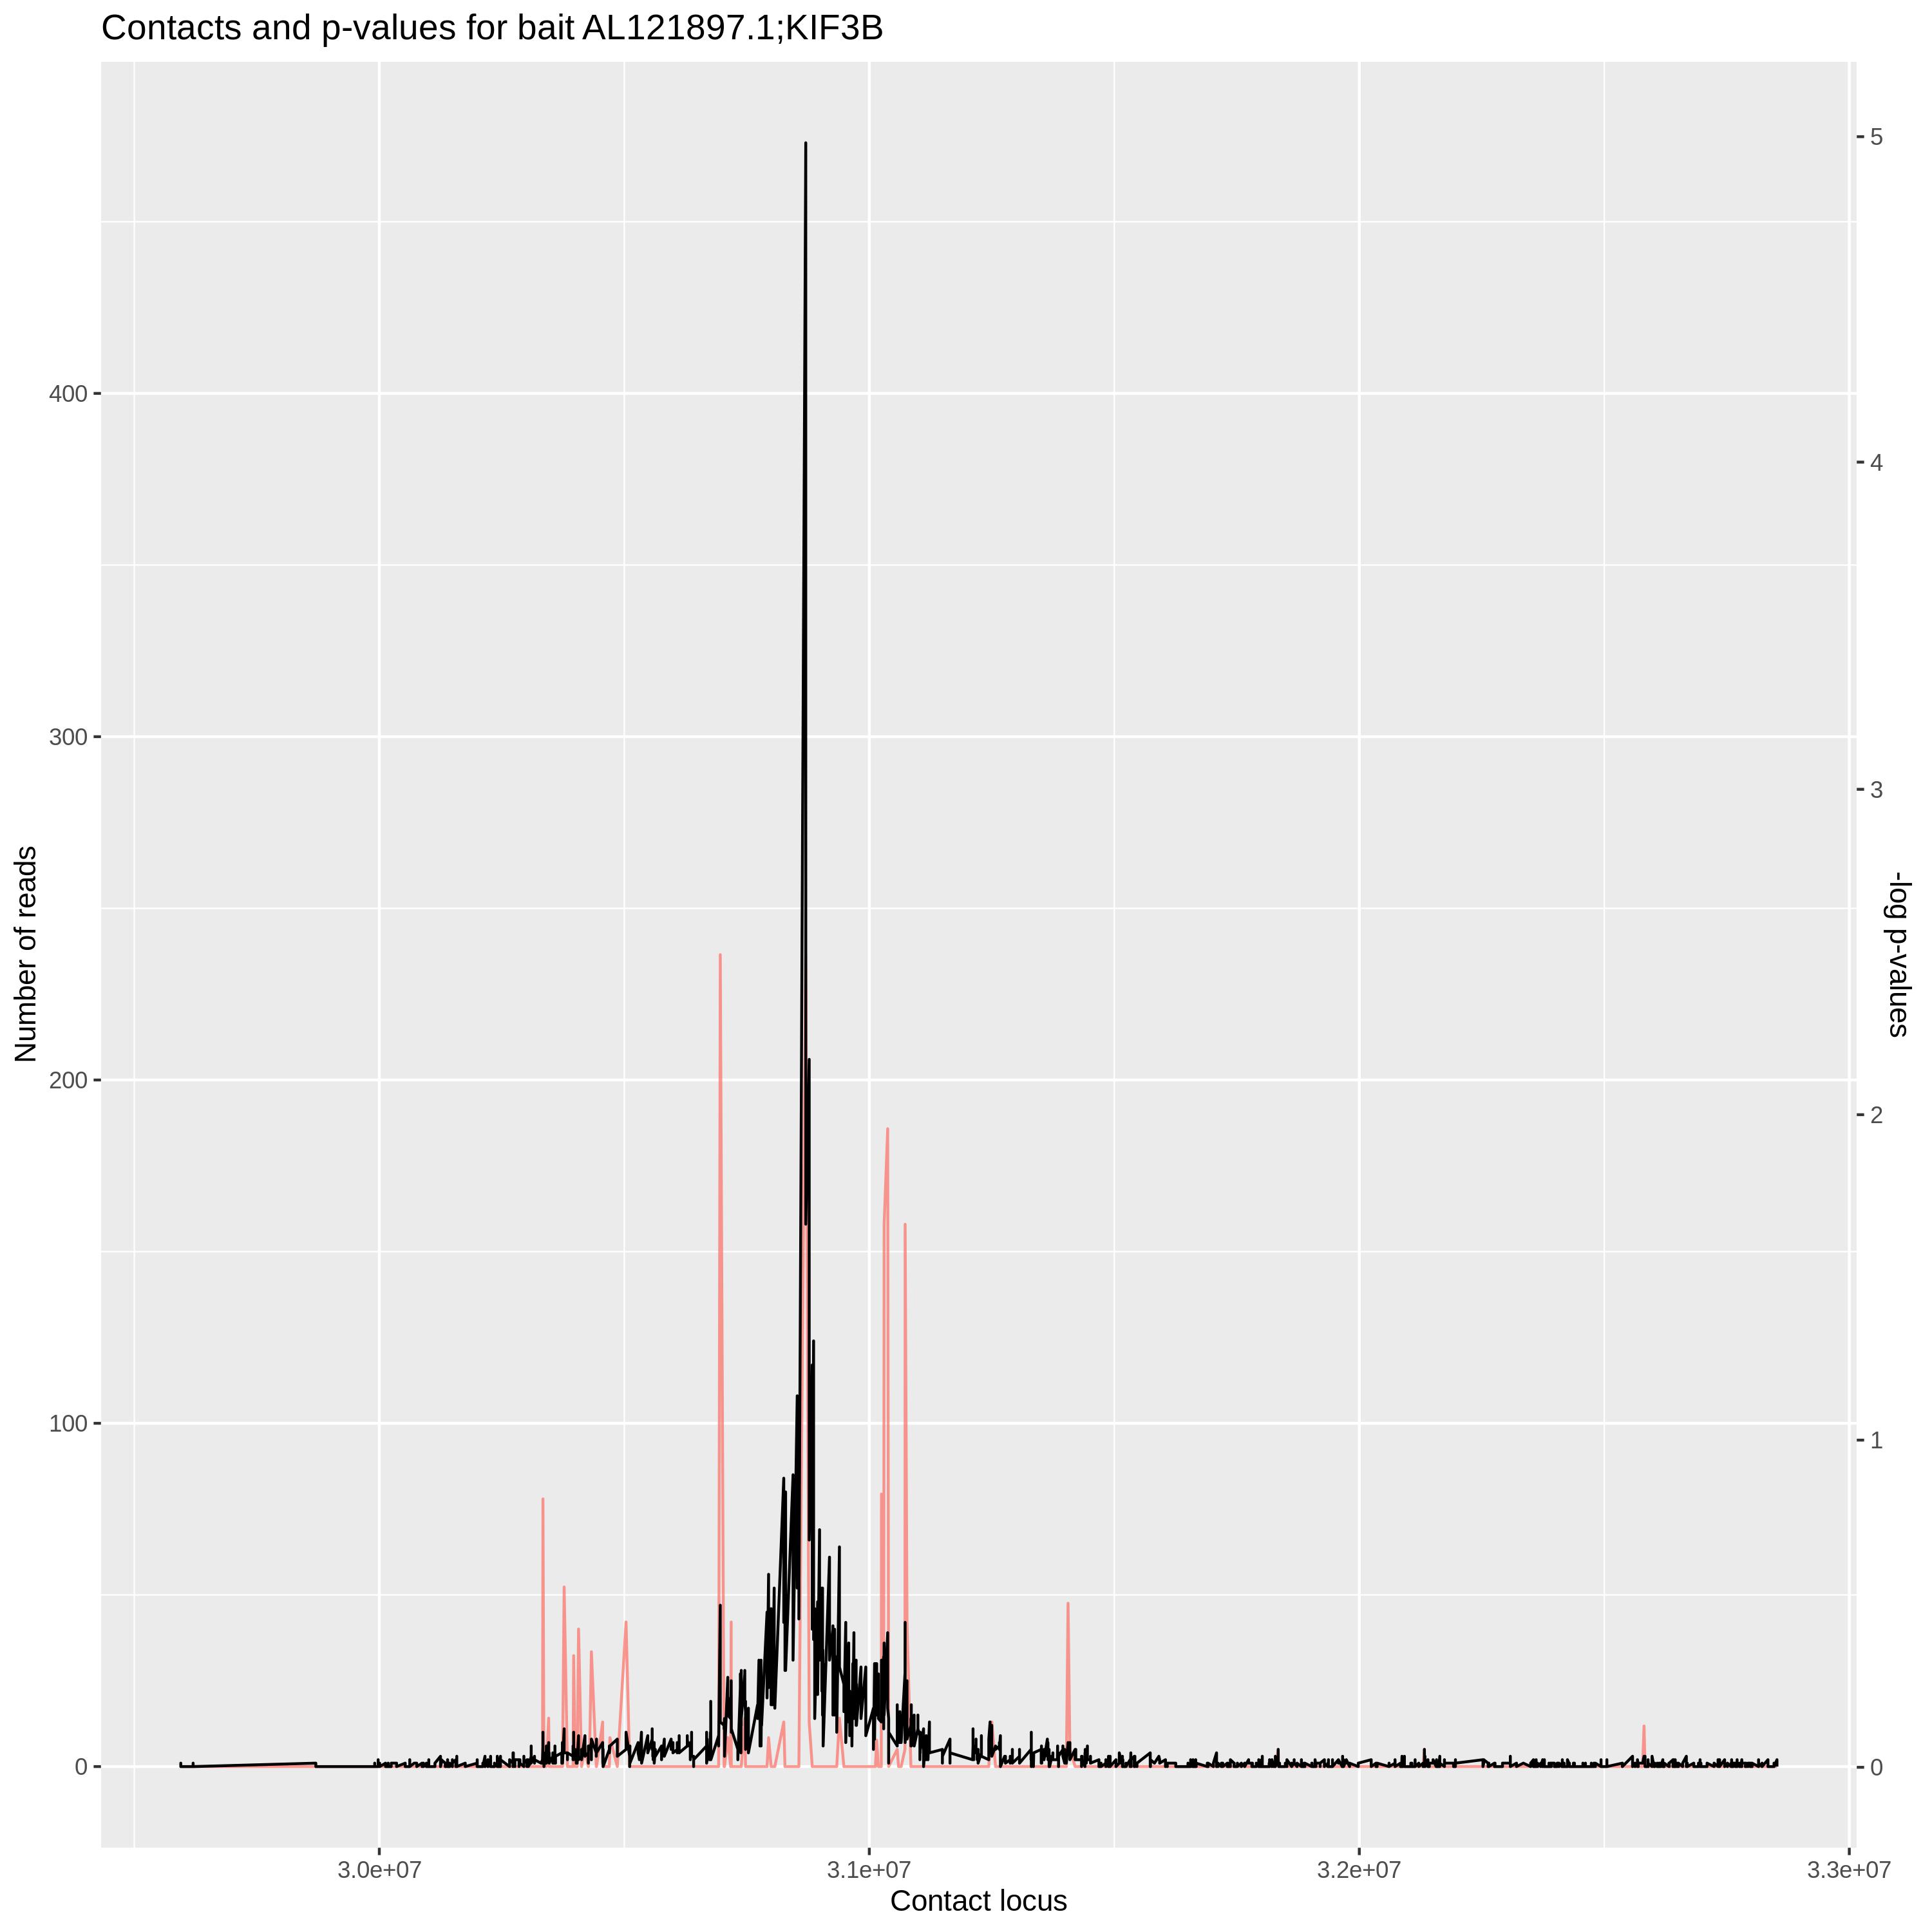 Contacts and p-values for bait AL121897.1;KIF3B
Number of reads
400
300
200
100
0
5
4
3
2
1
0
-log p-values
3.0e+07
3.1e+07
3.2e+07
3.3e+07
Contact locus